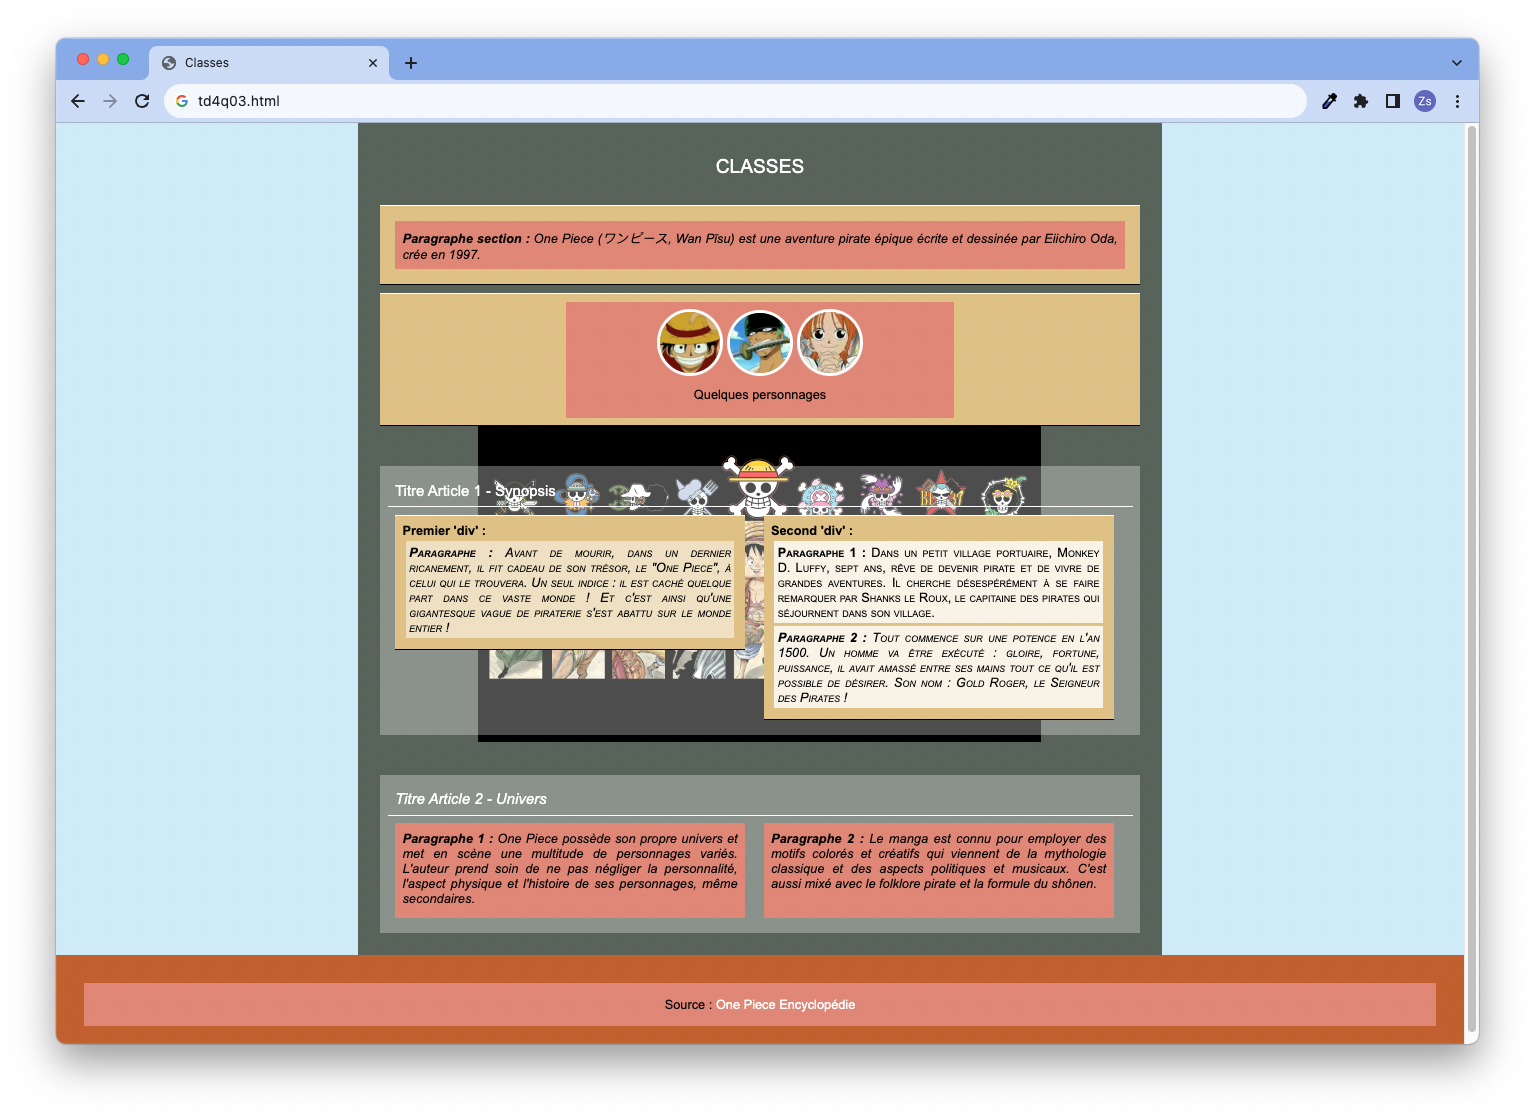 Classes
td4q03.html
Zs
CLASSES
Paragraphe section : One Piece (ワンピース, Wan Pīsu) est une aventure pirate épique écrite et dessinée par Eiichiro Oda,
crée en 1997.
Quelques personnages
Titre Article 1 - Synopsis
Premier 'div' :
Paragraphe : Avant de mourir, dans un dernier
ricanement, il fit cadeau de son trésor, le "One Piece", à
celui qui le trouvera. Un seul indice : il est caché quelque
part dans ce vaste monde ! Et c'est ainsi qu'une
gigantesque vague de piraterie s'est abattu sur le monde
entier !
Second 'div' :
Paragraphe 1 : Dans un petit village portuaire, Monkey
D. Luffy, sept ans, rêve de devenir pirate et de vivre de
grandes aventures. Il cherche désespérément à se faire
remarquer par Shanks le Roux, le capitaine des pirates qui
séjournent dans son village.
Paragraphe 2 : Tout commence sur une potence en l'an
1500. Un homme va être exécuté : gloire, fortune,
puissance, il avait amassé entre ses mains tout ce qu'il est
possible de désirer. Son nom : Gold Roger, le Seigneur
des Pirates !
Titre Article 2 - Univers
Paragraphe 1 : One Piece possède son propre univers et
met en scène une multitude de personnages variés.
L'auteur prend soin de ne pas négliger la personnalité,
l'aspect physique et l'histoire de ses personnages, même
secondaires.
Paragraphe 2 : Le manga est connu pour employer des
motifs colorés et créatifs qui viennent de la mythologie
classique et des aspects politiques et musicaux. C'est
aussi mixé avec le folklore pirate et la formule du shônen.
Source : One Piece Encyclopédie